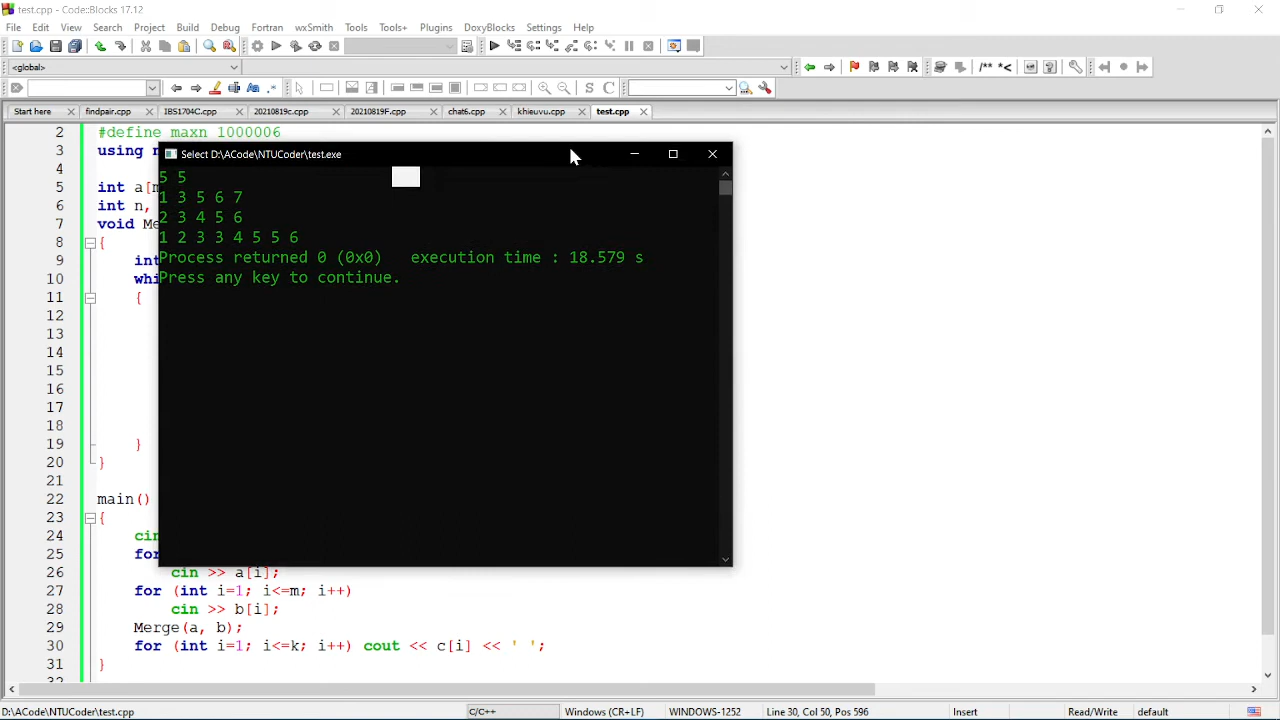 test.cpp - Code::Blocks 17.12
File Edit View Search Project Build Debug Fortran wxSmith Tools Tools+ Plugins DoxyBlocks Settings Help
<global>
/** *<
S C
Start here findpair.cpp IBS1704C.cpp 20210819c.cpp 20210819F.cpp chat6.cpp khieuvu.cpp test.cpp
2 #define maxn 1000006
3 using n
4
5 int a[m
6 int n,
7 void Me
8 {
9 int
10 whi
11 {
12
13
14
15
16
17
18
19 }
20 }
21
22 main()
23 {
24 cin
25 for
26 cin >> a[i];
27 for (int i=1; i<=m; i++)
28 cin >> b[i];
29 Merge(a, b);
30 for (int i=1; i<=k; i++) cout << c[i] << ' ';
31 }
Select D:\ACode\NTUCoder\test.exe
5 5
1 3 5 6 7
2 3 4 5 6
1 2 3 3 4 5 5 6
Process returned 0 (0x0) execution time : 18.579 s
Press any key to continue.
D:\ACode\NTUCoder\test.cpp C/C++ Windows (CR+LF) WINDOWS-1252 Line 30, Col 50, Pos 596 Insert Read/Write default